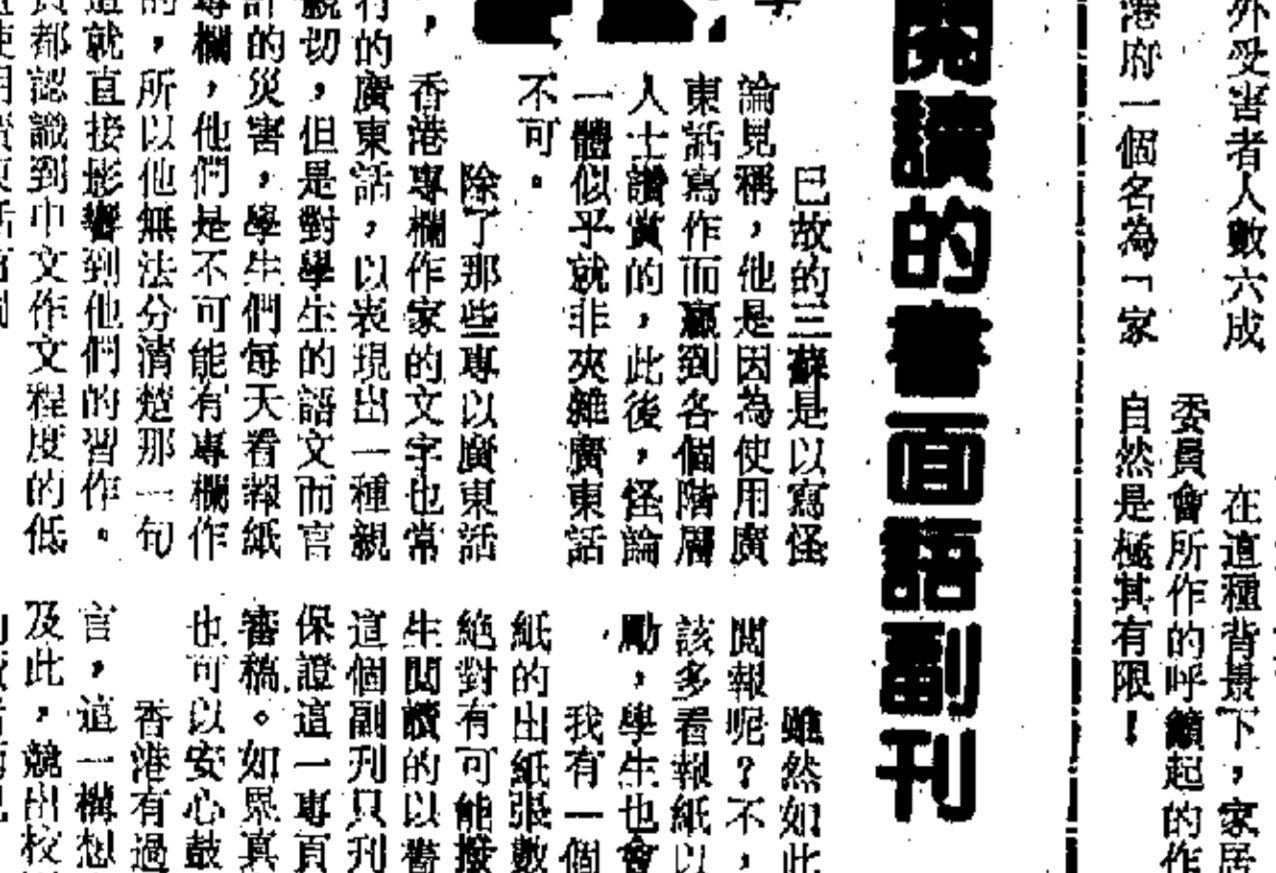 外受害者人數六成
港府一個名為「家
在這種背景下，家居
委員會所作的呼籲起的作
自然是極其有限！
閱讀的書面語副刊
已故的三蘇是以寫怪
論見稱，他是因為使用廣
東話寫作而贏到各個階層
人士讚賞的，此後，怪論
一體似乎就非夾雜廣東話
不可。
除了那些專以廣東話
，香港專欄作家的文字也常
的廣東話，以表現出一種親
親切，但是對學生的語文而言
的災害，學生們每天看報紙
專欄，他們是不可能有專欄作
的，所以他無法分清楚那一句
這就直接影響到他們的習作。
都認識到中文作文程度的低
雖然如此
閱報呢？不，
該多看報紙以
勵，學生也會
我有一個
紙的出紙張數
絕對有可能撥
生閱讀的以書
這個副刊只刊
保證這一專頁
審稿。如果真
也可以安心鼓
香港有過
言，這一構想
及此，競出校